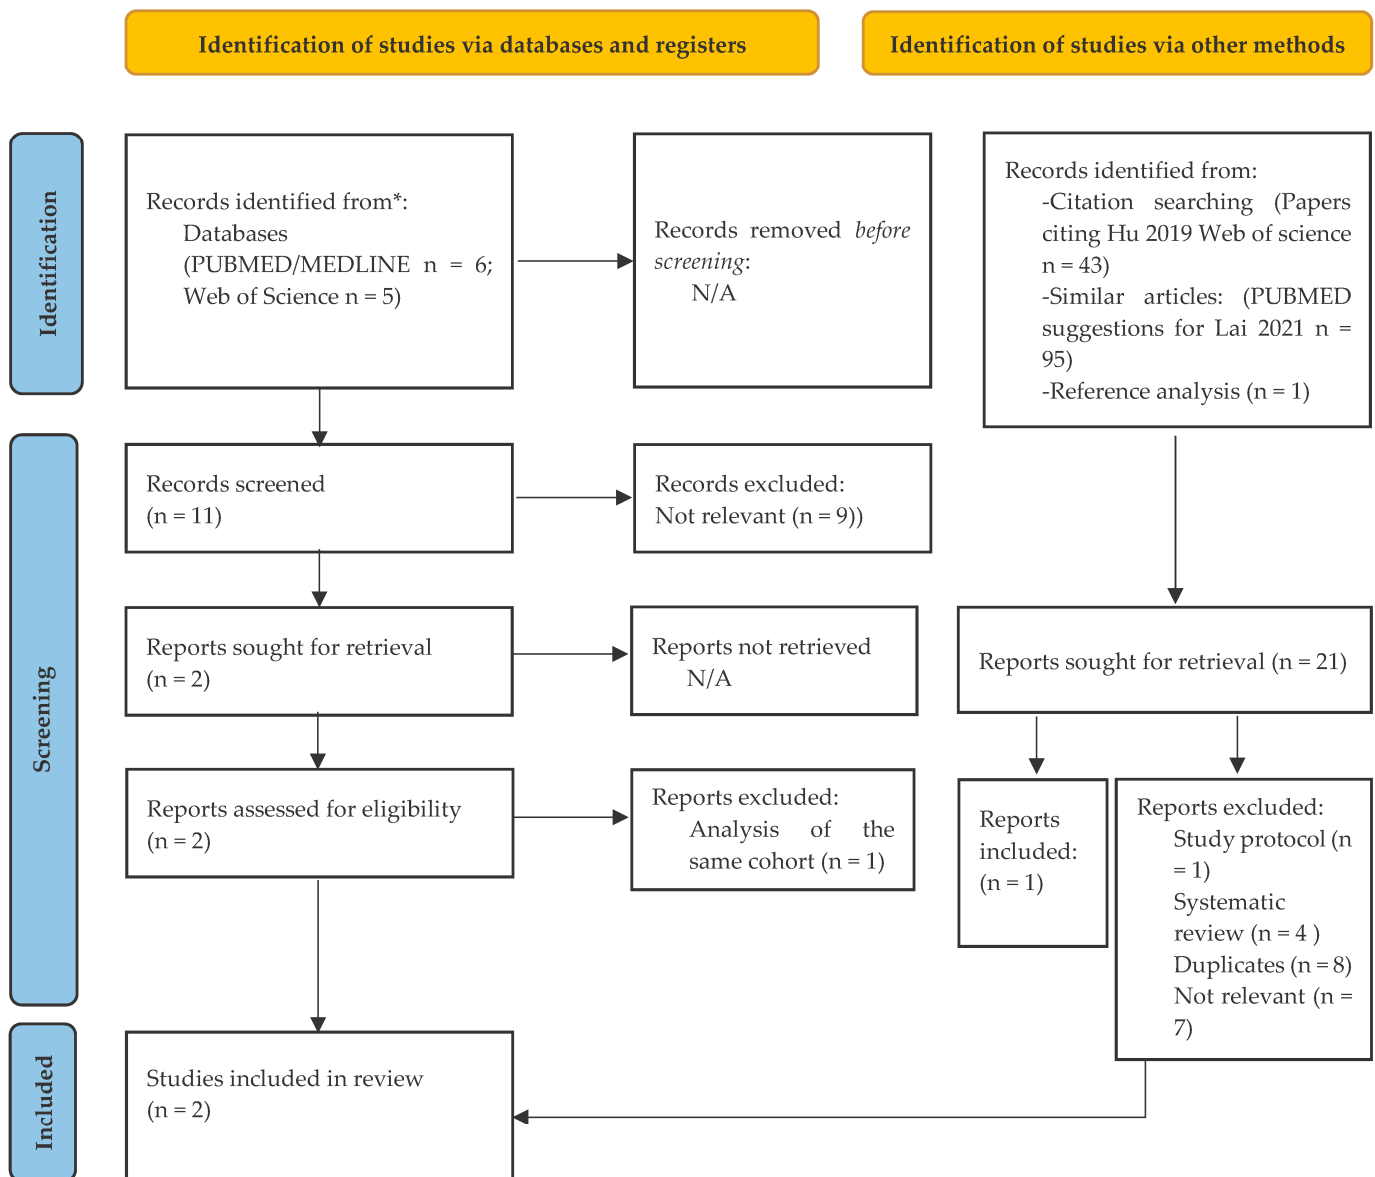 Identification of studies via databases and registers
Identification of studies via other methods
Identification
Records identified from*:
Databases
(PUBMED/MEDLINE n = 6;
Web of Science n = 5)
Records removed before
screening:
N/A
Records identified from:
-Citation searching (Papers
citing Hu 2019 Web of science
n = 43)
-Similar articles: (PUBMED
suggestions for Lai 2021 n =
95)
-Reference analysis (n = 1)
Screening
Records screened
(n = 11)
Records excluded:
Not relevant (n = 9))
Reports sought for retrieval
(n = 2)
Reports not retrieved
N/A
Reports sought for retrieval (n = 21)
Reports assessed for eligibility
(n = 2)
Reports excluded:
Analysis of the
same cohort (n = 1)
Reports
included:
(n = 1)
Reports excluded:
Study protocol (n
= 1)
Systematic
review (n = 4 )
Duplicates (n = 8)
Not relevant (n =
7)
Included
Studies included in review
(n = 2)